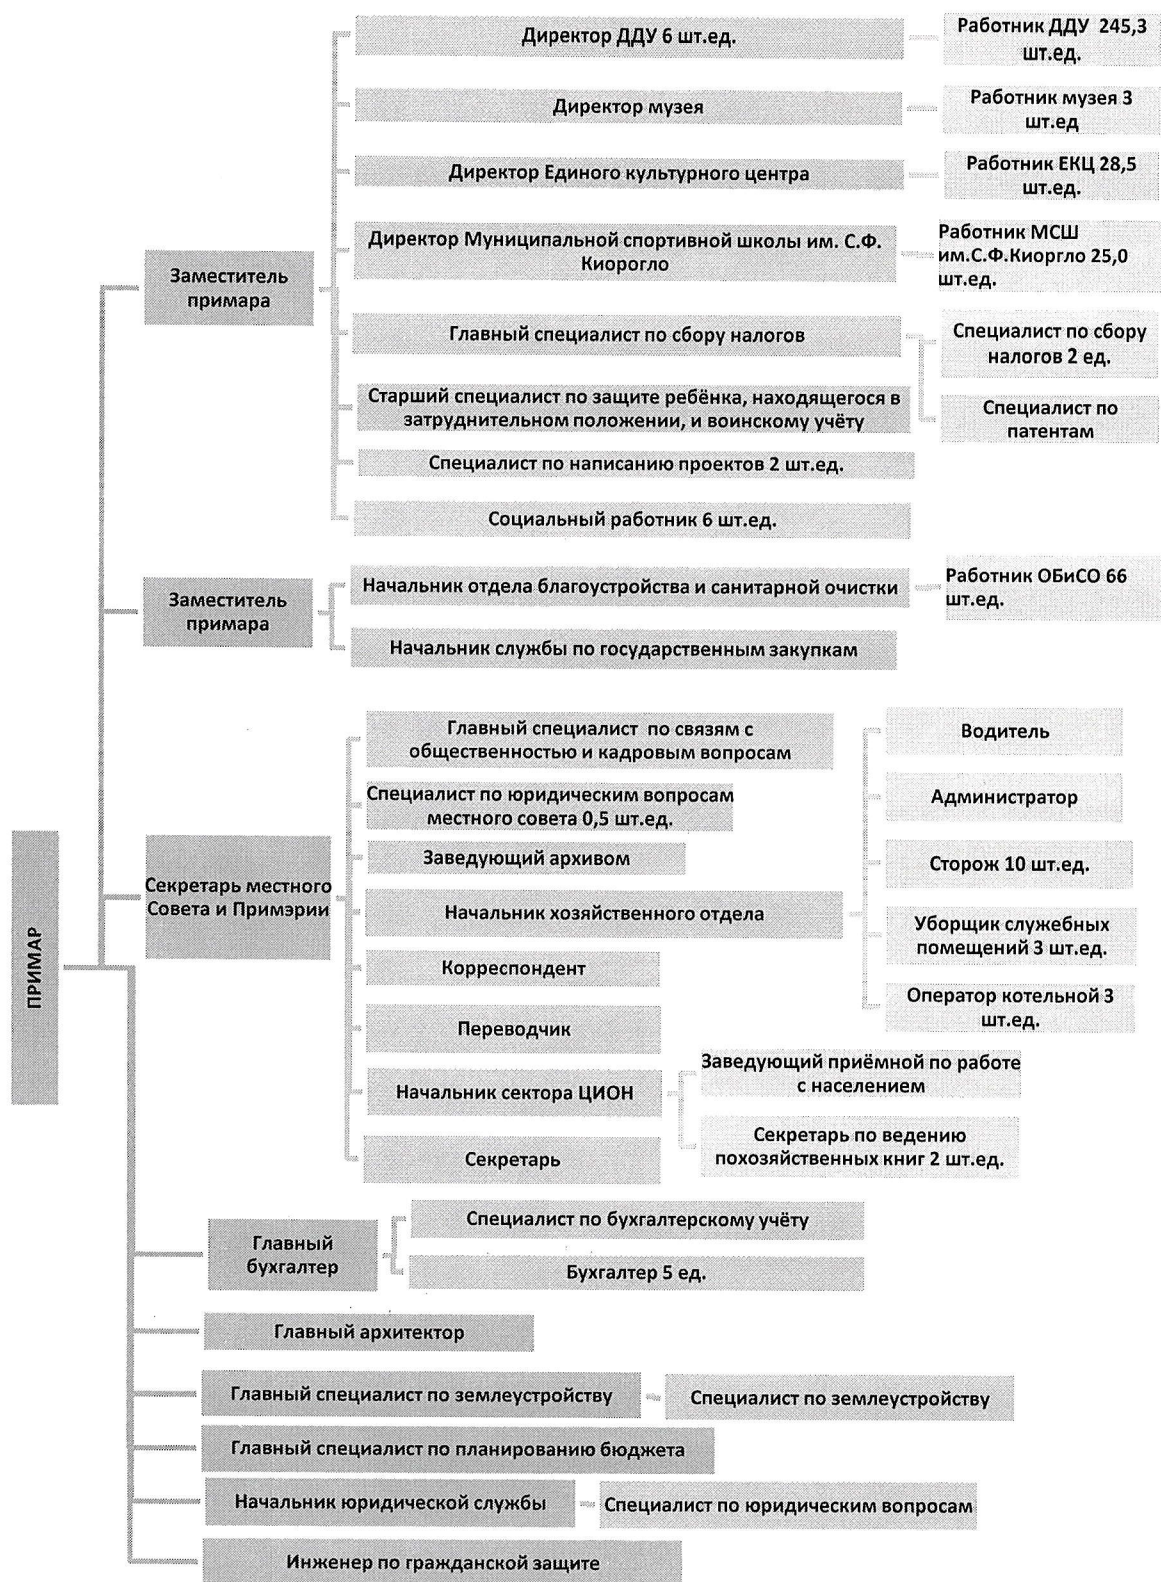 ПРИМАР
Заместитель
примара
Директор ДДУ 6 шт.ед.
Работник ДДУ 245,3
шт.ед.
Директор музея
Работник музея 3
шт.ед
Директор Единого культурного центра
Работник ЕКЦ 28,5
шт.ед.
Директор Муниципальной спортивной школы им. С.Ф.
Киорогло
Работник МСШ
им.С.Ф.Киоргло 25,0
шт.ед.
Главный специалист по сбору налогов
Специалист по сбору
налогов 2 ед.
Специалист по
патентам
Старший специалист по защите ребёнка, находящегося в
затруднительном положении, и воинскому учёту
Специалист по написанию проектов 2 шт.ед.
Социальный работник 6 шт.ед.
Заместитель
примара
Начальник отдела благоустройства и санитарной очистки
Работник ОБиСО 66
шт.ед.
Начальник службы по государственным закупкам
Секретарь местного
Совета и Примэрии
Главный специалист по связям с
общественностью и кадровым вопросам
Специалист по юридическим вопросам
местного совета 0,5 шт.ед.
Заведующий архивом
Начальник хозяйственного отдела
Водитель
Администратор
Сторож 10 шт.ед.
Уборщик служебных
помещений 3 шт.ед.
Оператор котельной 3
шт.ед.
Корреспондент
Переводчик
Начальник сектора ЦИОН
Заведующий приёмной по работе
с населением
Секретарь по ведению
похозяйственных книг 2 шт.ед.
Секретарь
Главный
бухгалтер
Специалист по бухгалтерскому учёту
Бухгалтер 5 ед.
Главный архитектор
Главный специалист по землеустройству
Специалист по землеустройству
Главный специалист по планированию бюджета
Начальник юридической службы
Специалист по юридическим вопросам
Инженер по гражданской защите